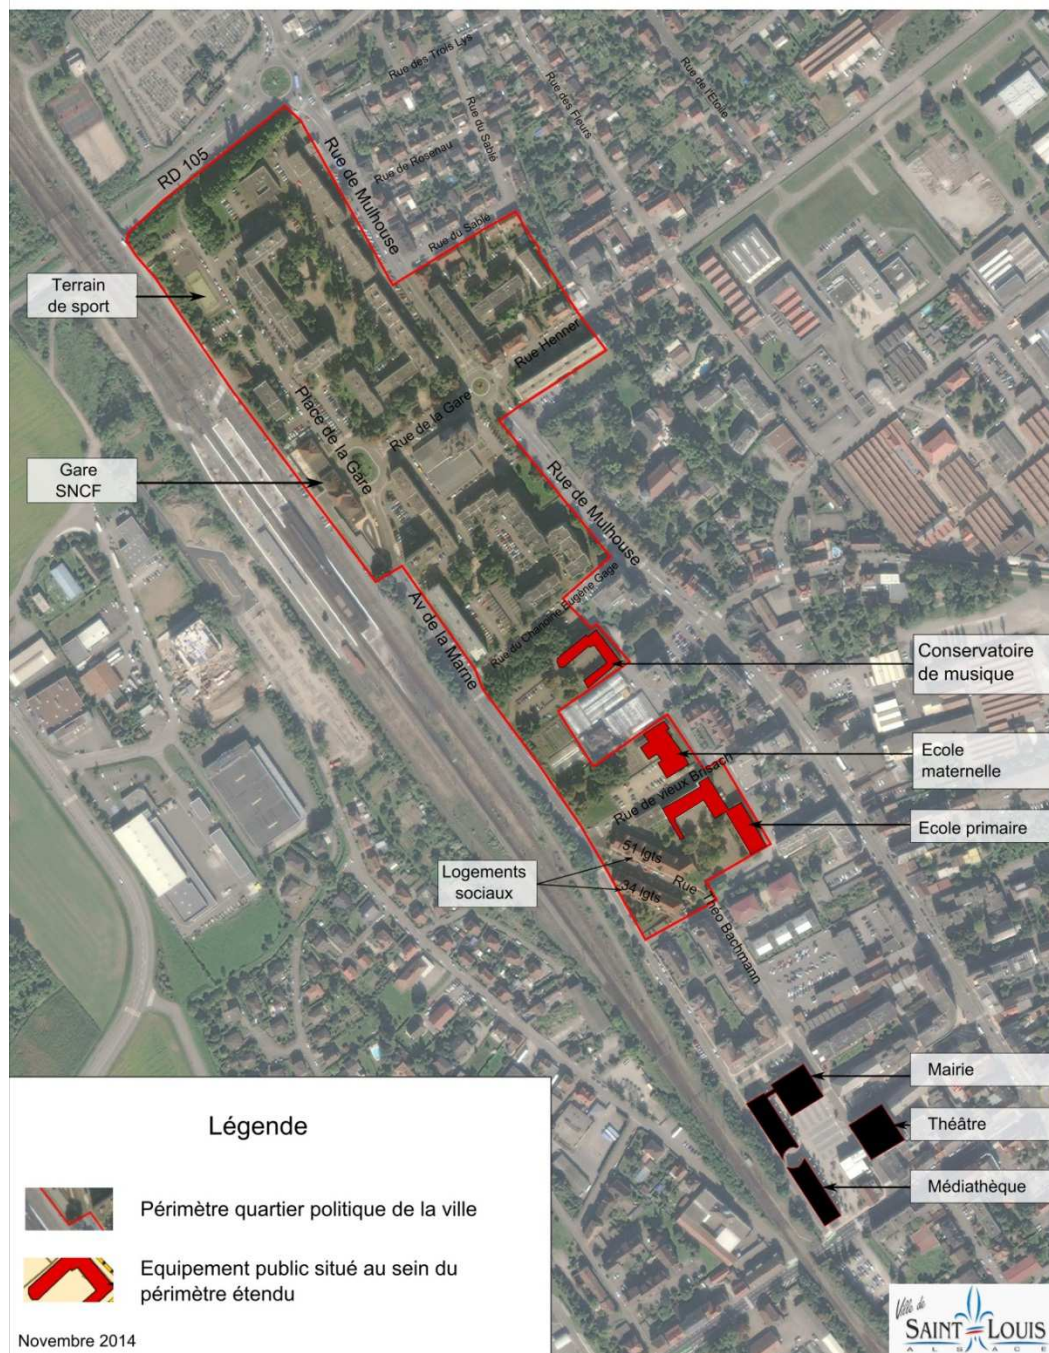 Rue des Trois Lys
Rue du Sablé
Rue des Fleurs
Rue de l'Etoile
RD 105
Rue de Mulhouse
Rue de Rosenau
Rue du Sablé
Terrain
de sport
Rue Henner
Place de la Gare
Rue de la Gare
Gare
SNCF
Rue de Mulhouse
Av de la Marne
Rue du Chanoine Eugène Gage
Conservatoire
de musique
Ecole
maternelle
Rue de vieux Brisach
Ecole primaire
Logements
sociaux
51 lgts
34 lgts
Rue Théo Bachmann
Mairie
Théâtre
Médiathèque
Légende
Périmètre quartier politique de la ville
Equipement public situé au sein du
périmètre étendu
Novembre 2014
Ville de
SAINT LOUIS
ALSACE